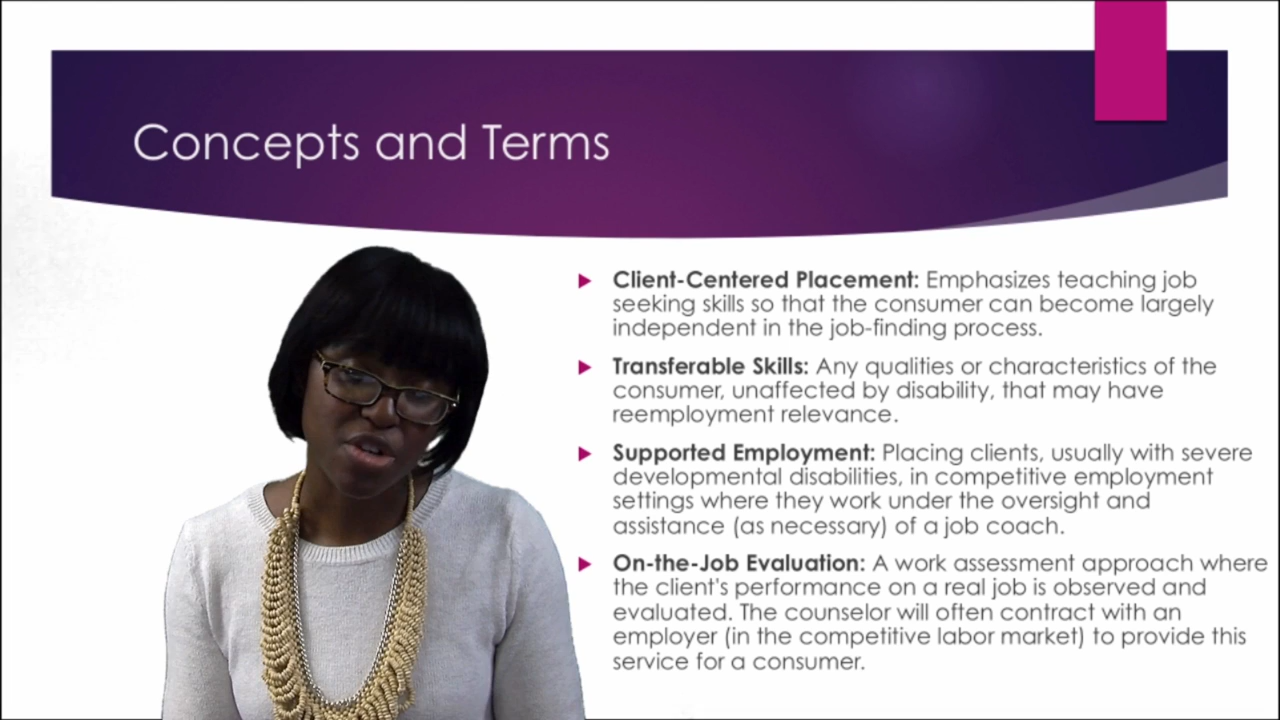 Concepts and Terms
Client-Centered Placement: Emphasizes teaching job
seeking skills so that the consumer can become largely
independent in the job-finding process.
Transferable Skills: Any qualities or characteristics of the
consumer, unaffected by disability, that may have
reemployment relevance.
Supported Employment: Placing clients, usually with severe
developmental disabilities, in competitive employment
settings where they work under the oversight and
assistance (as necessary) of a job coach.
On-the-Job Evaluation: A work assessment approach where
the client's performance on a real job is observed and
evaluated. The counselor will often contract with an
employer (in the competitive labor market) to provide this
service for a consumer.